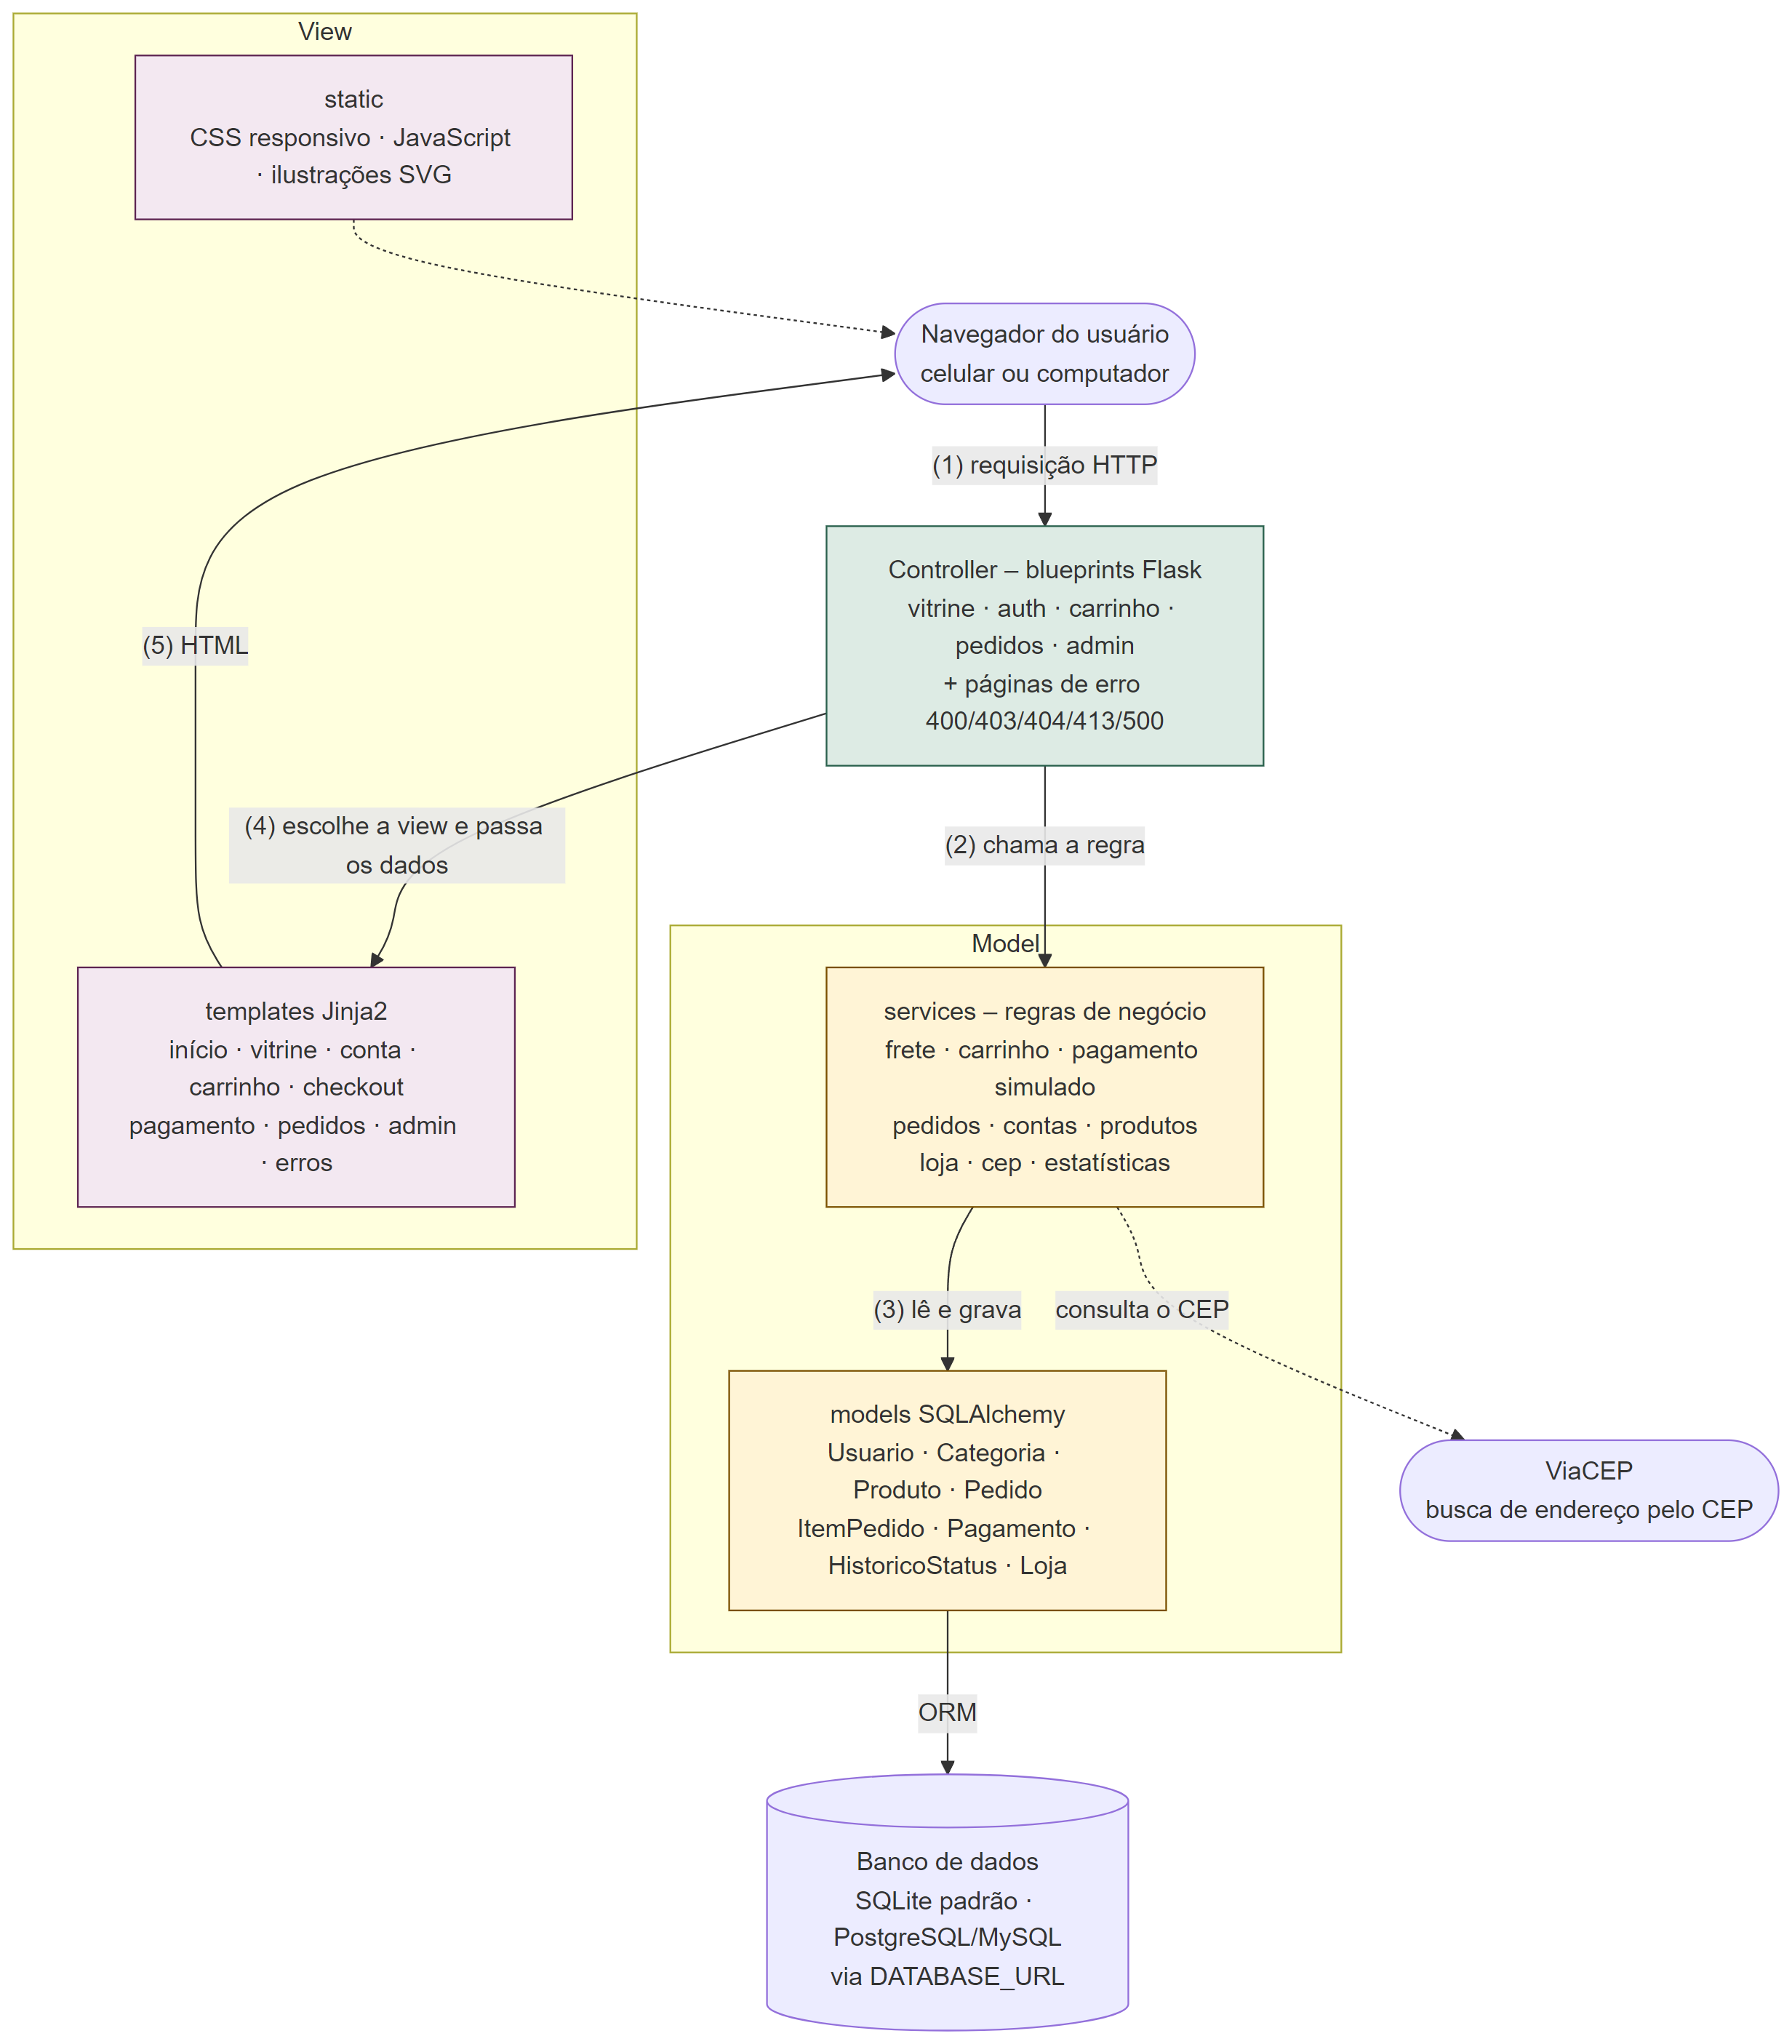 View
static
CSS responsivo · JavaScript
· ilustrações SVG
Navegador do usuário
celular ou computador
(1) requisição HTTP
Controller – blueprints Flask
vitrine · auth · carrinho ·
pedidos · admin
+ páginas de erro
400/403/404/413/500
(5) HTML
(4) escolhe a view e passa
os dados
(2) chama a regra
Model
templates Jinja2
início · vitrine · conta ·
carrinho · checkout
pagamento · pedidos · admin
· erros
services – regras de negócio
frete · carrinho · pagamento
simulado
pedidos · contas · produtos
loja · cep · estatísticas
(3) lê e grava
consulta o CEP
models SQLAlchemy
Usuario · Categoria ·
Produto · Pedido
ItemPedido · Pagamento ·
HistoricoStatus · Loja
ViaCEP
busca de endereço pelo CEP
ORM
Banco de dados
SQLite padrão ·
PostgreSQL/MySQL
via DATABASE_URL